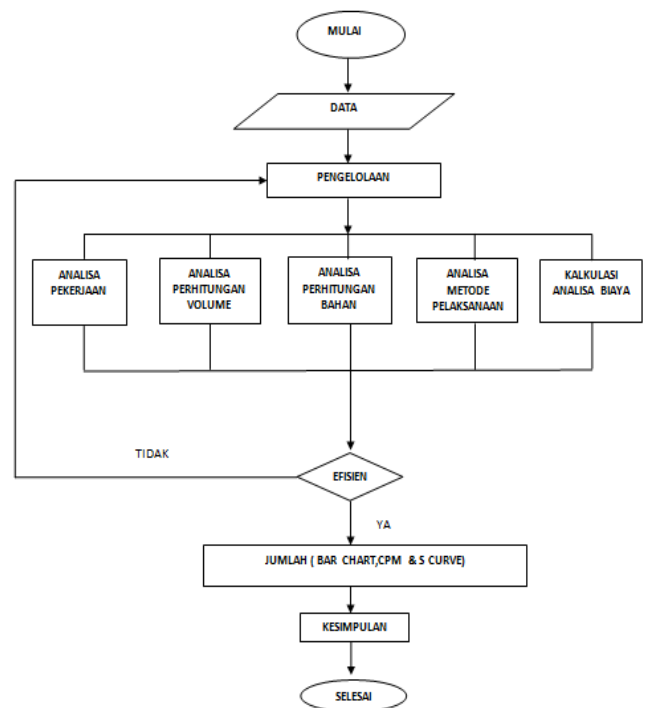 MULAI
DATA
PENGELOLAAN
ANALISA
PEKERJAAN
ANALISA
PERHITUNGAN
VOLUME
ANALISA
PERHITUNGAN
BAHAN
ANALISA
METODE
PELAKSANAAN
KALKULASI
ANALISA BIAYA
TIDAK
EFISIEN
YA
JUMLAH ( BAR CHART,CPM & S CURVE)
KESIMPULAN
SELESAI